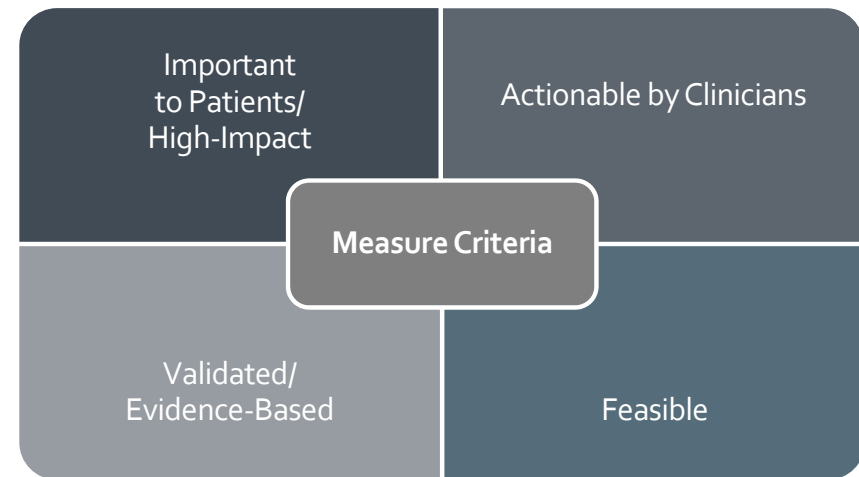 Important
to Patients/
High-Impact
Actionable by Clinicians
Measure Criteria
Validated/
Evidence-Based
Feasible